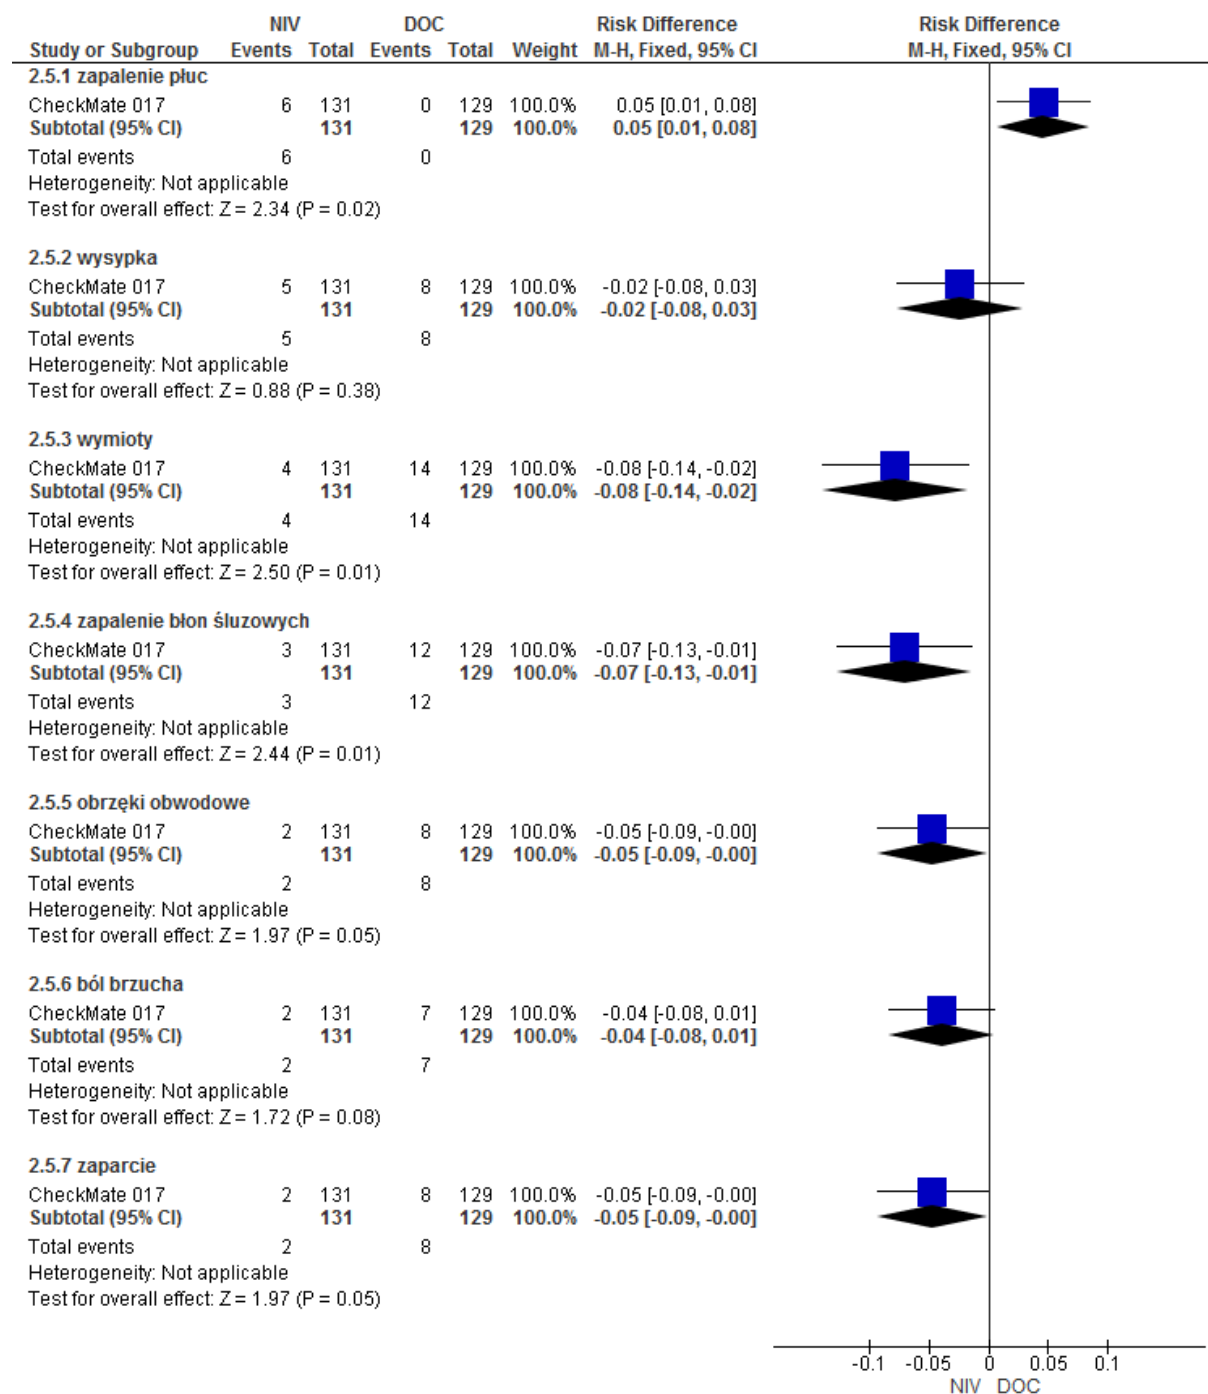 NIV DOC Risk Difference Risk Difference
Study or Subgroup Events Total Events Total Weight M-H, Fixed, 95% CI M-H, Fixed, 95% CI
2.5.1 zapalenie płuc
CheckMate 017 6 131 0 129 100.0% 0.05 [0.01, 0.08]
Subtotal (95% CI) 131 129 100.0% 0.05 [0.01, 0.08]
Total events 6 0
Heterogeneity: Not applicable
Test for overall effect: Z = 2.34 (P = 0.02)
2.5.2 wysypka
CheckMate 017 5 131 8 129 100.0% -0.02 [-0.08, 0.03]
Subtotal (95% CI) 131 129 100.0% -0.02 [-0.08, 0.03]
Total events 5 8
Heterogeneity: Not applicable
Test for overall effect: Z = 0.88 (P = 0.38)
2.5.3 wymioty
CheckMate 017 4 131 14 129 100.0% -0.08 [-0.14, -0.02]
Subtotal (95% CI) 131 129 100.0% -0.08 [-0.14, -0.02]
Total events 4 14
Heterogeneity: Not applicable
Test for overall effect: Z = 2.50 (P = 0.01)
2.5.4 zapalenie błon śluzowych
CheckMate 017 3 131 12 129 100.0% -0.07 [-0.13, -0.01]
Subtotal (95% CI) 131 129 100.0% -0.07 [-0.13, -0.01]
Total events 3 12
Heterogeneity: Not applicable
Test for overall effect: Z = 2.44 (P = 0.01)
2.5.5 obrzęki obwodowe
CheckMate 017 2 131 8 129 100.0% -0.05 [-0.09, -0.00]
Subtotal (95% CI) 131 129 100.0% -0.05 [-0.09, -0.00]
Total events 2 8
Heterogeneity: Not applicable
Test for overall effect: Z = 1.97 (P = 0.05)
2.5.6 ból brzucha
CheckMate 017 2 131 7 129 100.0% -0.04 [-0.08, 0.01]
Subtotal (95% CI) 131 129 100.0% -0.04 [-0.08, 0.01]
Total events 2 7
Heterogeneity: Not applicable
Test for overall effect: Z = 1.72 (P = 0.08)
2.5.7 zaparcie
CheckMate 017 2 131 8 129 100.0% -0.05 [-0.09, -0.00]
Subtotal (95% CI) 131 129 100.0% -0.05 [-0.09, -0.00]
Total events 2 8
Heterogeneity: Not applicable
Test for overall effect: Z = 1.97 (P = 0.05)
-0.1 -0.05 0 0.05 0.1
NIV DOC